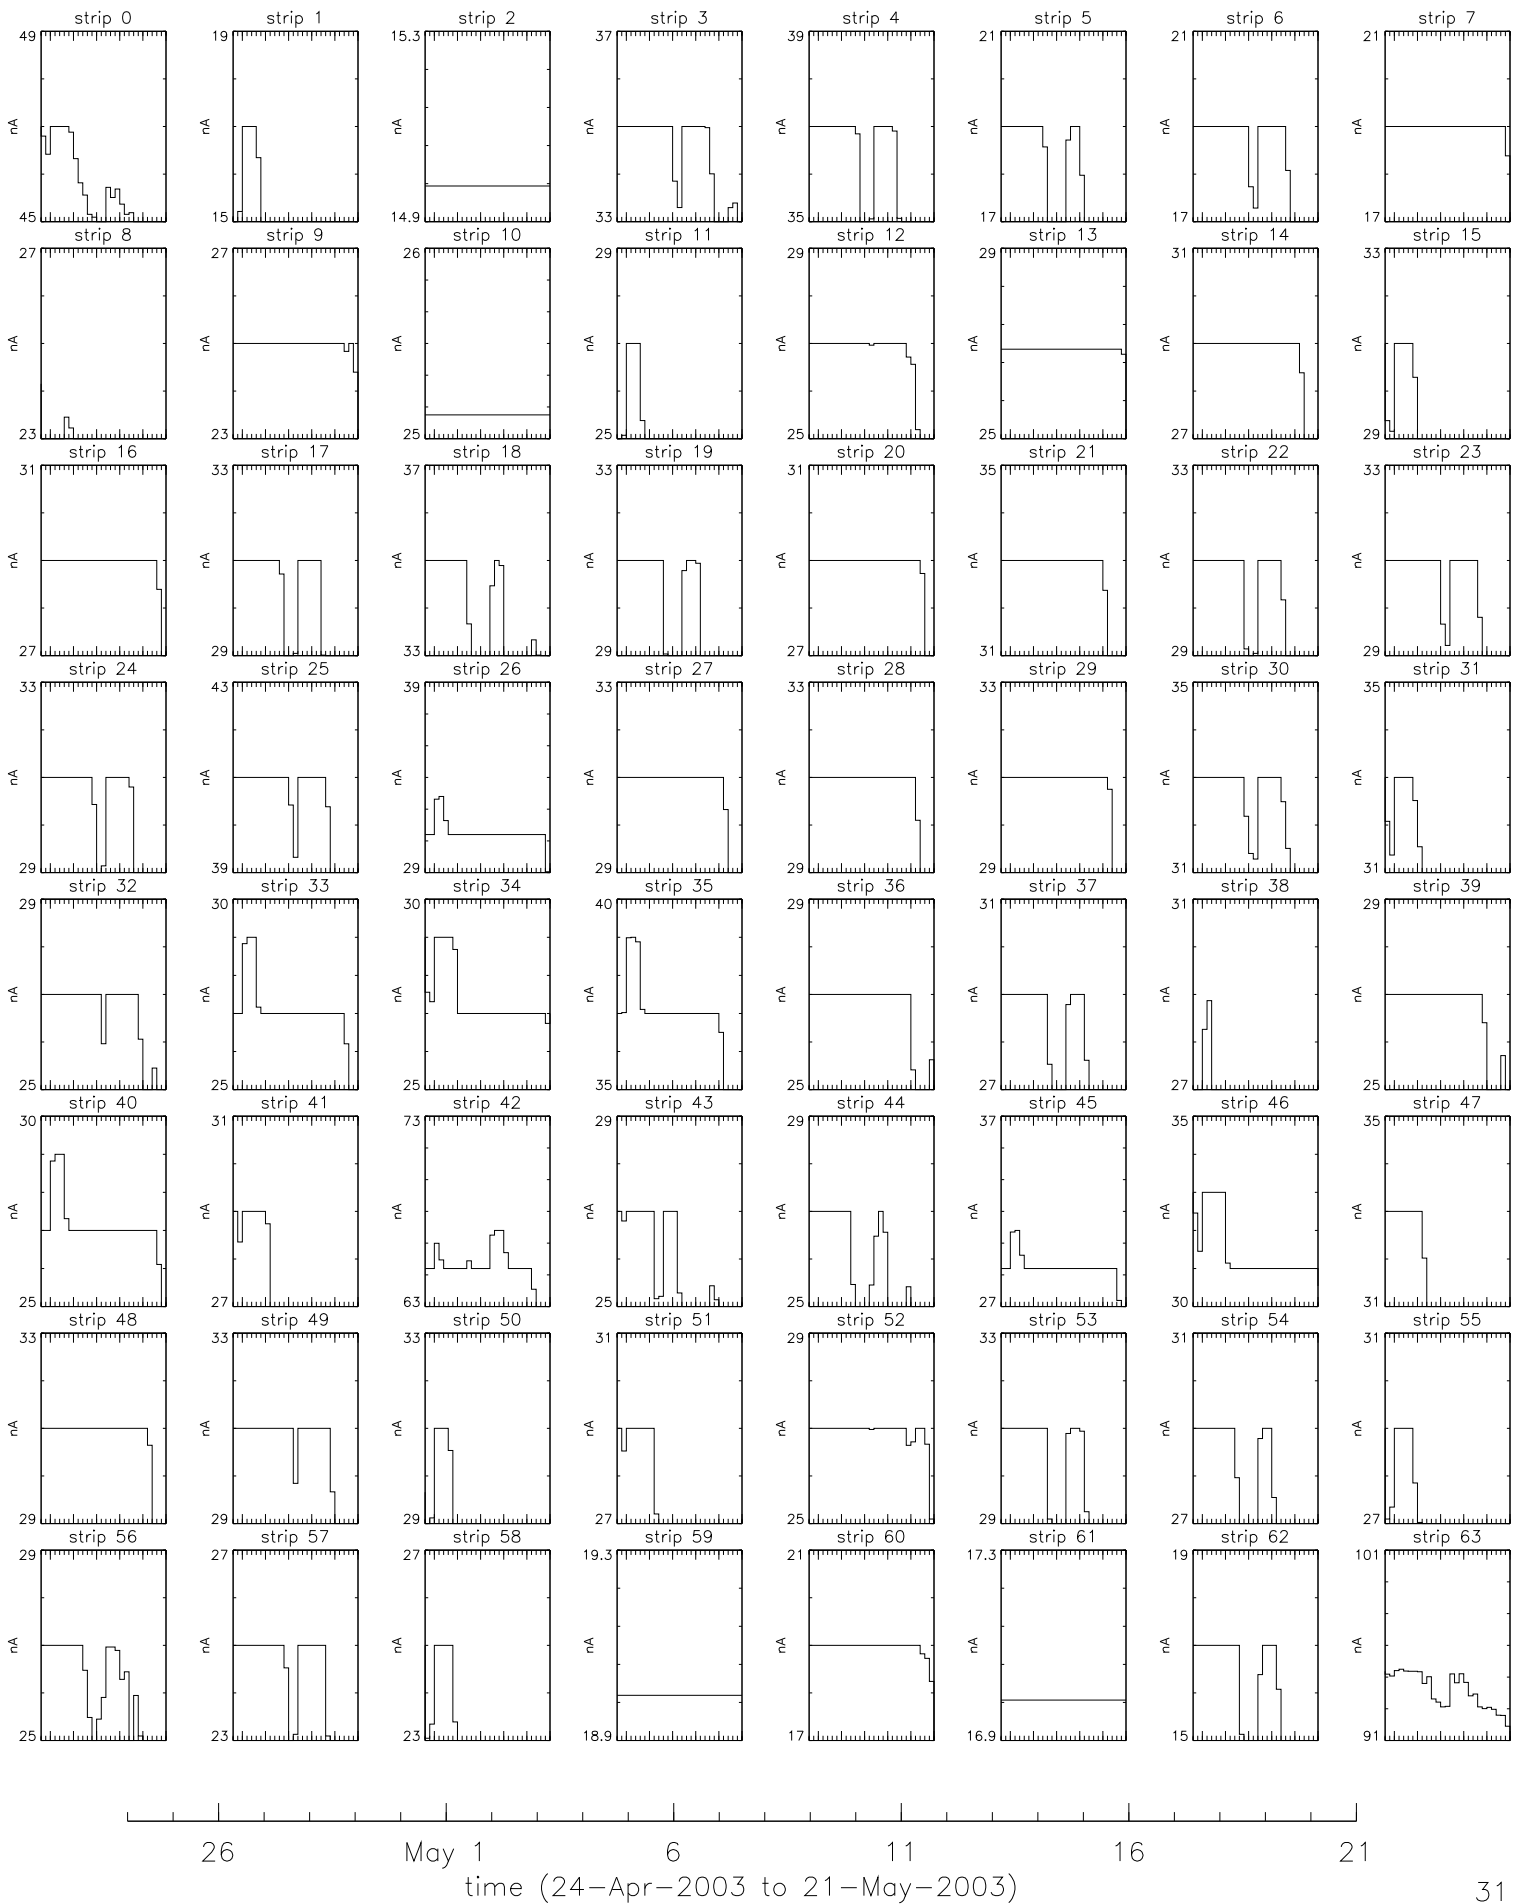 strip 0 strip 1 strip 2 strip 3 strip 4 strip 5 strip 6 strip 7
49 19 15.3 37 39 21 21 21
nA nA nA nA nA nA nA nA
45 15 14.9 33 35 17 17 17
strip 8 strip 9 strip 10 strip 11 strip 12 strip 13 strip 14 strip 15
27 27 26 29 29 29 31 33
nA nA nA nA nA nA nA nA
23 23 25 25 25 25 27 29
strip 16 strip 17 strip 18 strip 19 strip 20 strip 21 strip 22 strip 23
31 33 37 33 31 35 33 33
nA nA nA nA nA nA nA nA
27 29 33 29 27 31 29 29
strip 24 strip 25 strip 26 strip 27 strip 28 strip 29 strip 30 strip 31
33 43 39 33 33 33 35 35
nA nA nA nA nA nA nA nA
29 39 29 29 29 29 31 31
strip 32 strip 33 strip 34 strip 35 strip 36 strip 37 strip 38 strip 39
29 30 30 40 29 31 31 29
nA nA nA nA nA nA nA nA
25 25 25 35 25 27 27 25
strip 40 strip 41 strip 42 strip 43 strip 44 strip 45 strip 46 strip 47
30 31 73 29 29 37 35 35
nA nA nA nA nA nA nA nA
25 27 63 25 25 27 30 31
strip 48 strip 49 strip 50 strip 51 strip 52 strip 53 strip 54 strip 55
33 33 33 31 29 33 31 31
nA nA nA nA nA nA nA nA
29 29 29 27 25 29 27 27
strip 56 strip 57 strip 58 strip 59 strip 60 strip 61 strip 62 strip 63
29 27 27 19.3 21 17.3 19 101
nA nA nA nA nA nA nA nA
25 23 23 18.9 17 16.9 15 91
26 May 1 6 11 16 21
time (24-Apr-2003 to 21-May-2003)
31